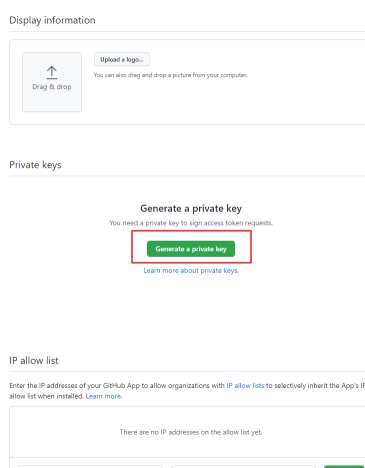 Display information
Upload a logo...
You can also drag and drop a picture from your computer.
Drag & drop
Private keys
Generate a private key
You need a private key to sign access token requests.
Generate a private key
Learn more about private keys.
IP allow list
Enter the IP addresses of your GitHub App to allow organizations with IP allow lists to selectively inherit the App's IP
allow list when installed. Learn more.
There are no IP addresses on the allow list yet.